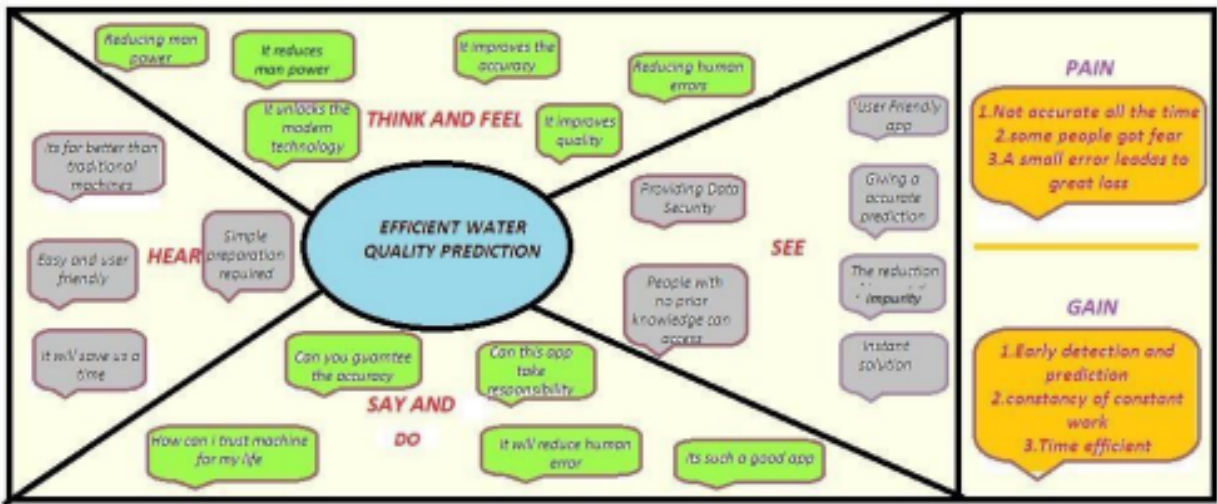 Reducing man
power
It reduces
man power
It improves the
accuracy
Reducing human
errors
It unlocks the
modern
technology
THINK AND FEEL
It improves
quality
its far better than
traditional
machines
HEAR
Simple
preparation
required
Easy and user
friendly
it will save us a
time
EFFICIENT WATER
QUALITY PREDICTION
Providing Data
Security
SEE
People with
no prior
knowledge can
access
User Friendly
app
Giving a
accurate
prediction
The reduction
impurity
Instant
solution
Can you guarntee
the accuracy
Can this app
take
responsibility
SAY AND
DO
How can i trust machine
for my life
It will reduce human
error
its such a good app
PAIN
1.Not accurate all the time
2.some people got fear
3.A small error leadas to
great loss
GAIN
1.Early detection and
prediction
2.constancy of constant
work
3.Time efficient